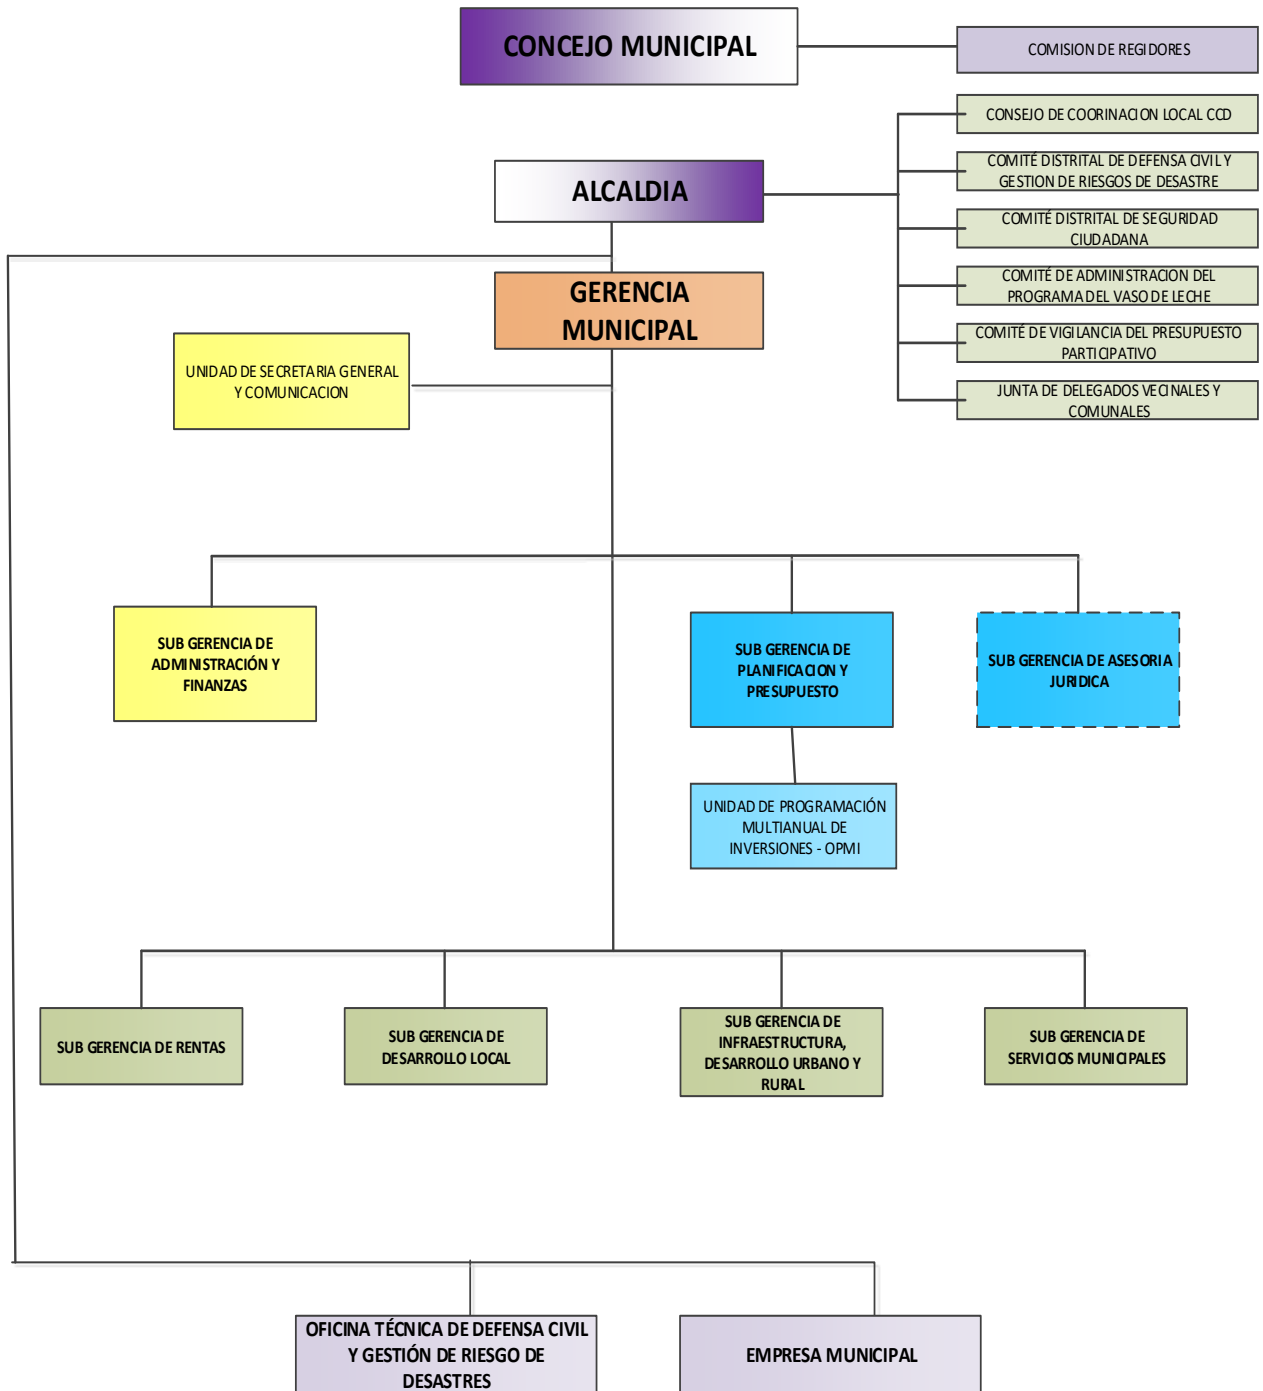 CONCEJO MUNICIPAL
COMISION DE REGIDORES
CONSEJO DE COORINACION LOCAL CCD
COMITÉ DISTRITAL DE DEFENSA CIVIL Y
GESTION DE RIESGOS DE DESASTRE
ALCALDIA
COMITÉ DISTRITAL DE SEGURIDAD
CIUDADANA
COMITÉ DE ADMINISTRACION DEL
PROGRAMA DEL VASO DE LECHE
GERENCIA
MUNICIPAL
COMITÉ DE VIGILANCIA DEL PRESUPUESTO
PARTICIPATIVO
UNIDAD DE SECRETARIA GENERAL
Y COMUNICACION
JUNTA DE DELEGADOS VECINALES Y
COMUNALES
SUB GERENCIA DE
ADMINISTRACIÓN Y
FINANZAS
SUB GERENCIA DE
PLANIFICACION Y
PRESUPUESTO
SUB GERENCIA DE ASESORIA
JURIDICA
UNIDAD DE PROGRAMACIÓN
MULTIANUAL DE
INVERSIONES - OPMI
SUB GERENCIA DE RENTAS
SUB GERENCIA DE
DESARROLLO LOCAL
SUB GERENCIA DE
INFRAESTRUCTURA,
DESARROLLO URBANO Y
RURAL
SUB GERENCIA DE
SERVICIOS MUNICIPALES
OFICINA TÉCNICA DE DEFENSA CIVIL
Y GESTIÓN DE RIESGO DE
DESASTRES
EMPRESA MUNICIPAL